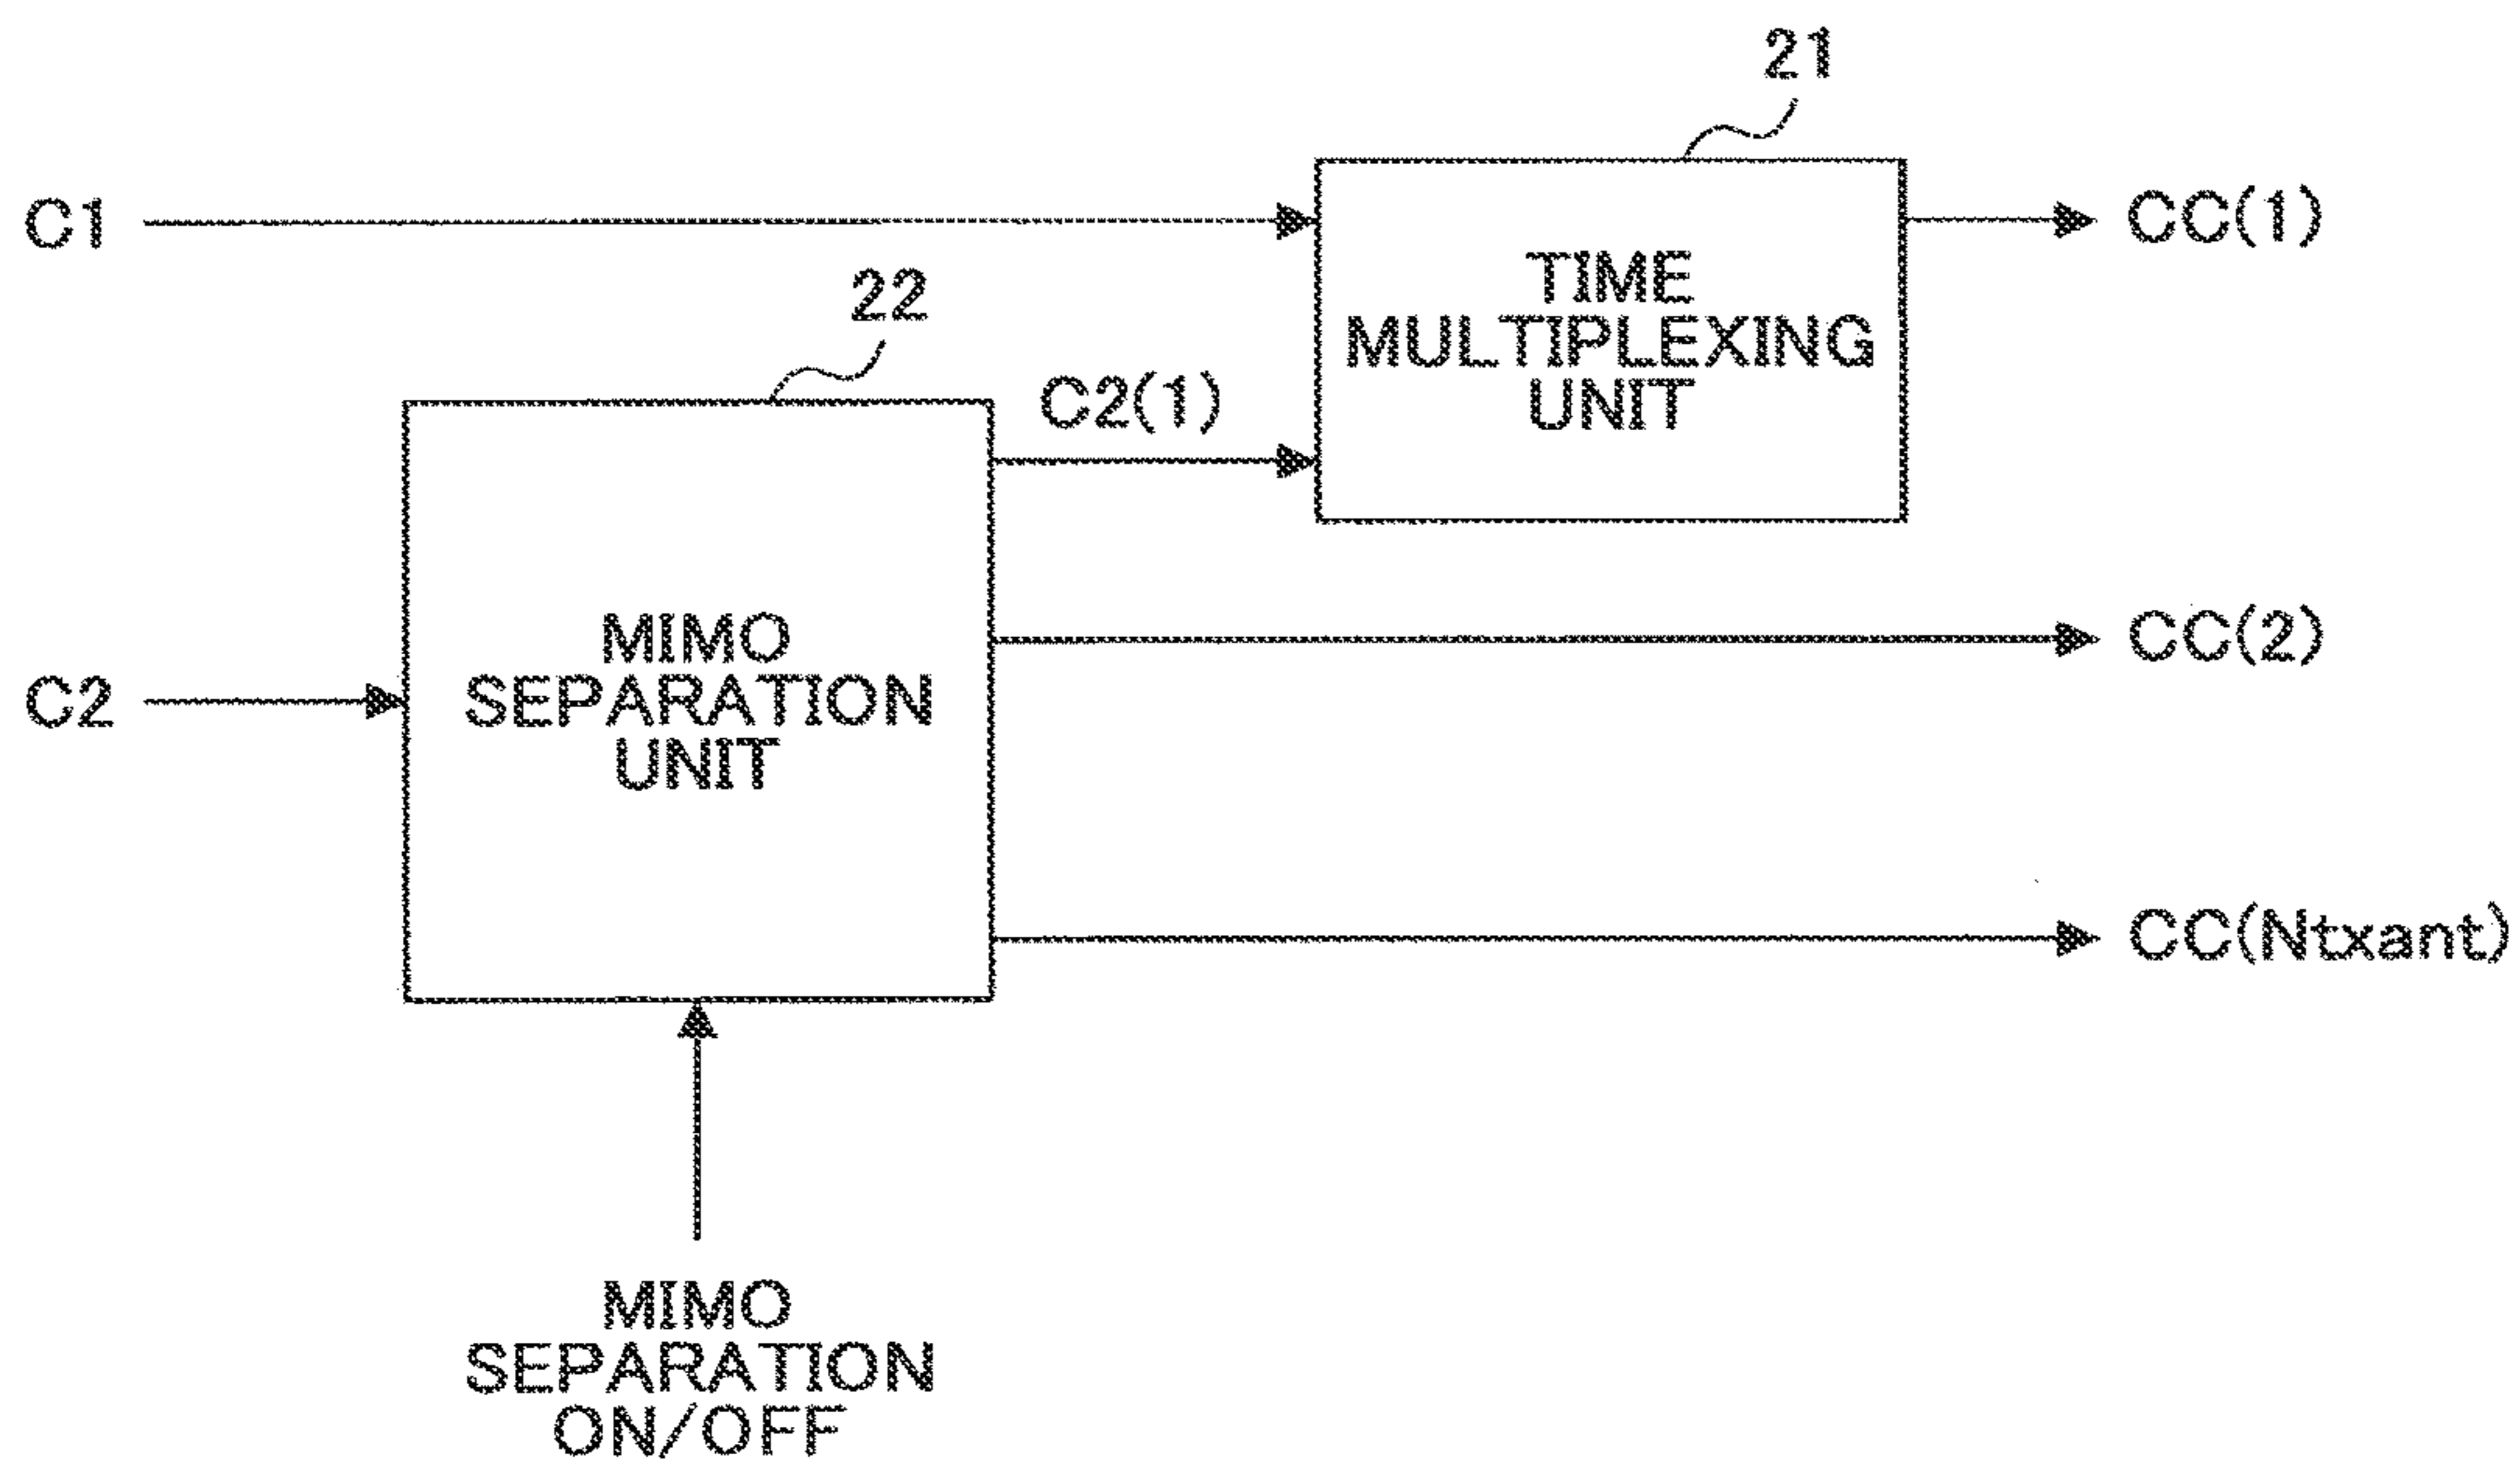 21
C1
CC(1)
TIME
MULTIPLEXING
UNIT
22
C2(1)
MIMO
SEPARATION
UNIT
CC(2)
C2
CC(Ntxant)
MIMO
SEPARATION
ON/OFF